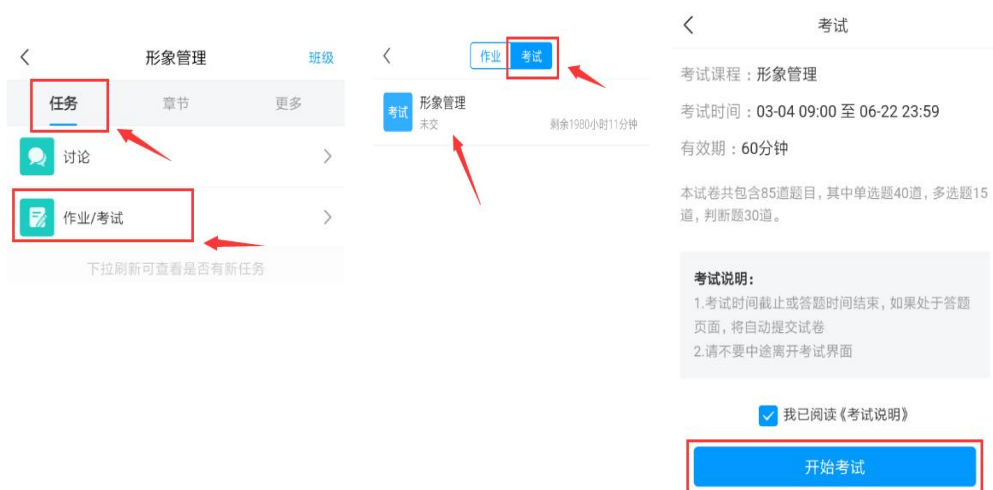 形象管理
班级
任务
章节
更多
讨论
作业/考试
下拉刷新可查看是否有新任务
作业
考试
考试
形象管理
未交
剩余1980小时11分钟
考试
考试课程：形象管理
考试时间：03-04 09:00 至 06-22 23:59
有效期：60分钟
本试卷共包含85道题目，其中单选题40道，多选题15
道，判断题30道。
考试说明：
1.考试时间截止或答题时间结束，如果处于答题
页面，将自动提交试卷
2.请不要中途离开考试界面
我已阅读《考试说明》
开始考试